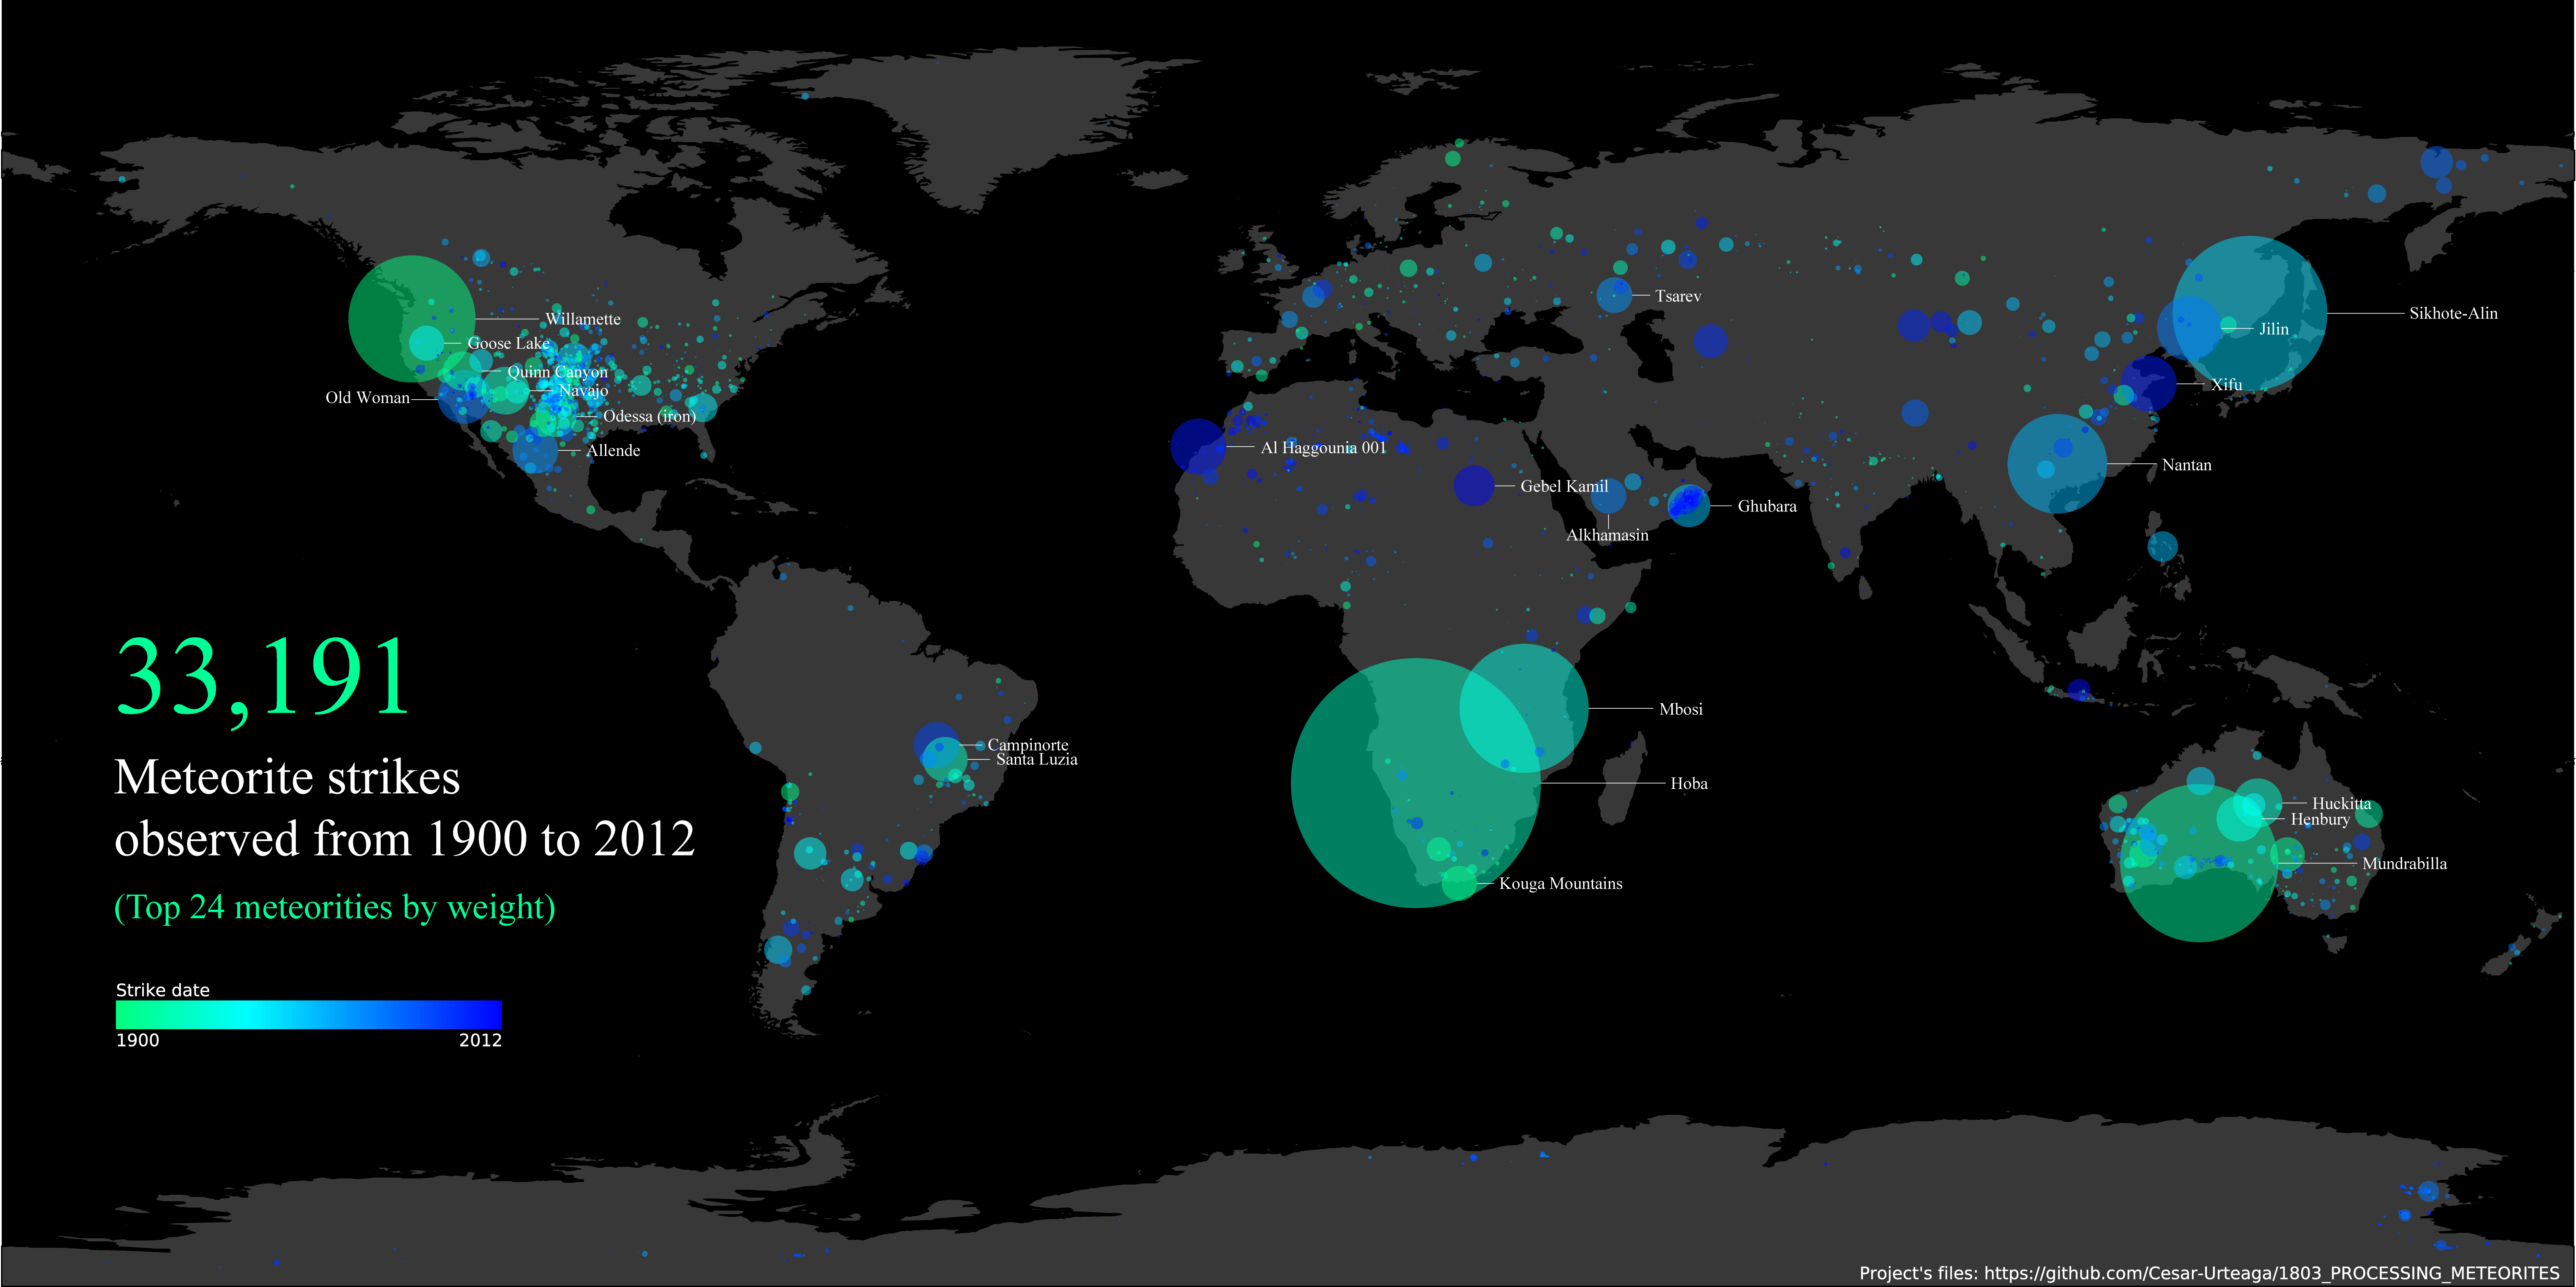 Willamette
Goose Lake
Quinn Canyon
Old Woman
Navajo
Odessa (iron)
Allende
Tsarev
Sikhote-Alin
Jilin
Xifu
Al Haggounia 001
Nantan
Gebel Kamil
Ghubara
Alkhamasin
33,191
Meteorite strikes
observed from 1900 to 2012
(Top 24 meteorities by weight)
Mbosi
Campinorte
Santa Luzia
Hoba
Huckitta
Henbury
Mundrabilla
Kouga Mountains
Strike date
1900 2012
Project's files: https://github.com/Cesar-Urteaga/1803_PROCESSING_METEORITES